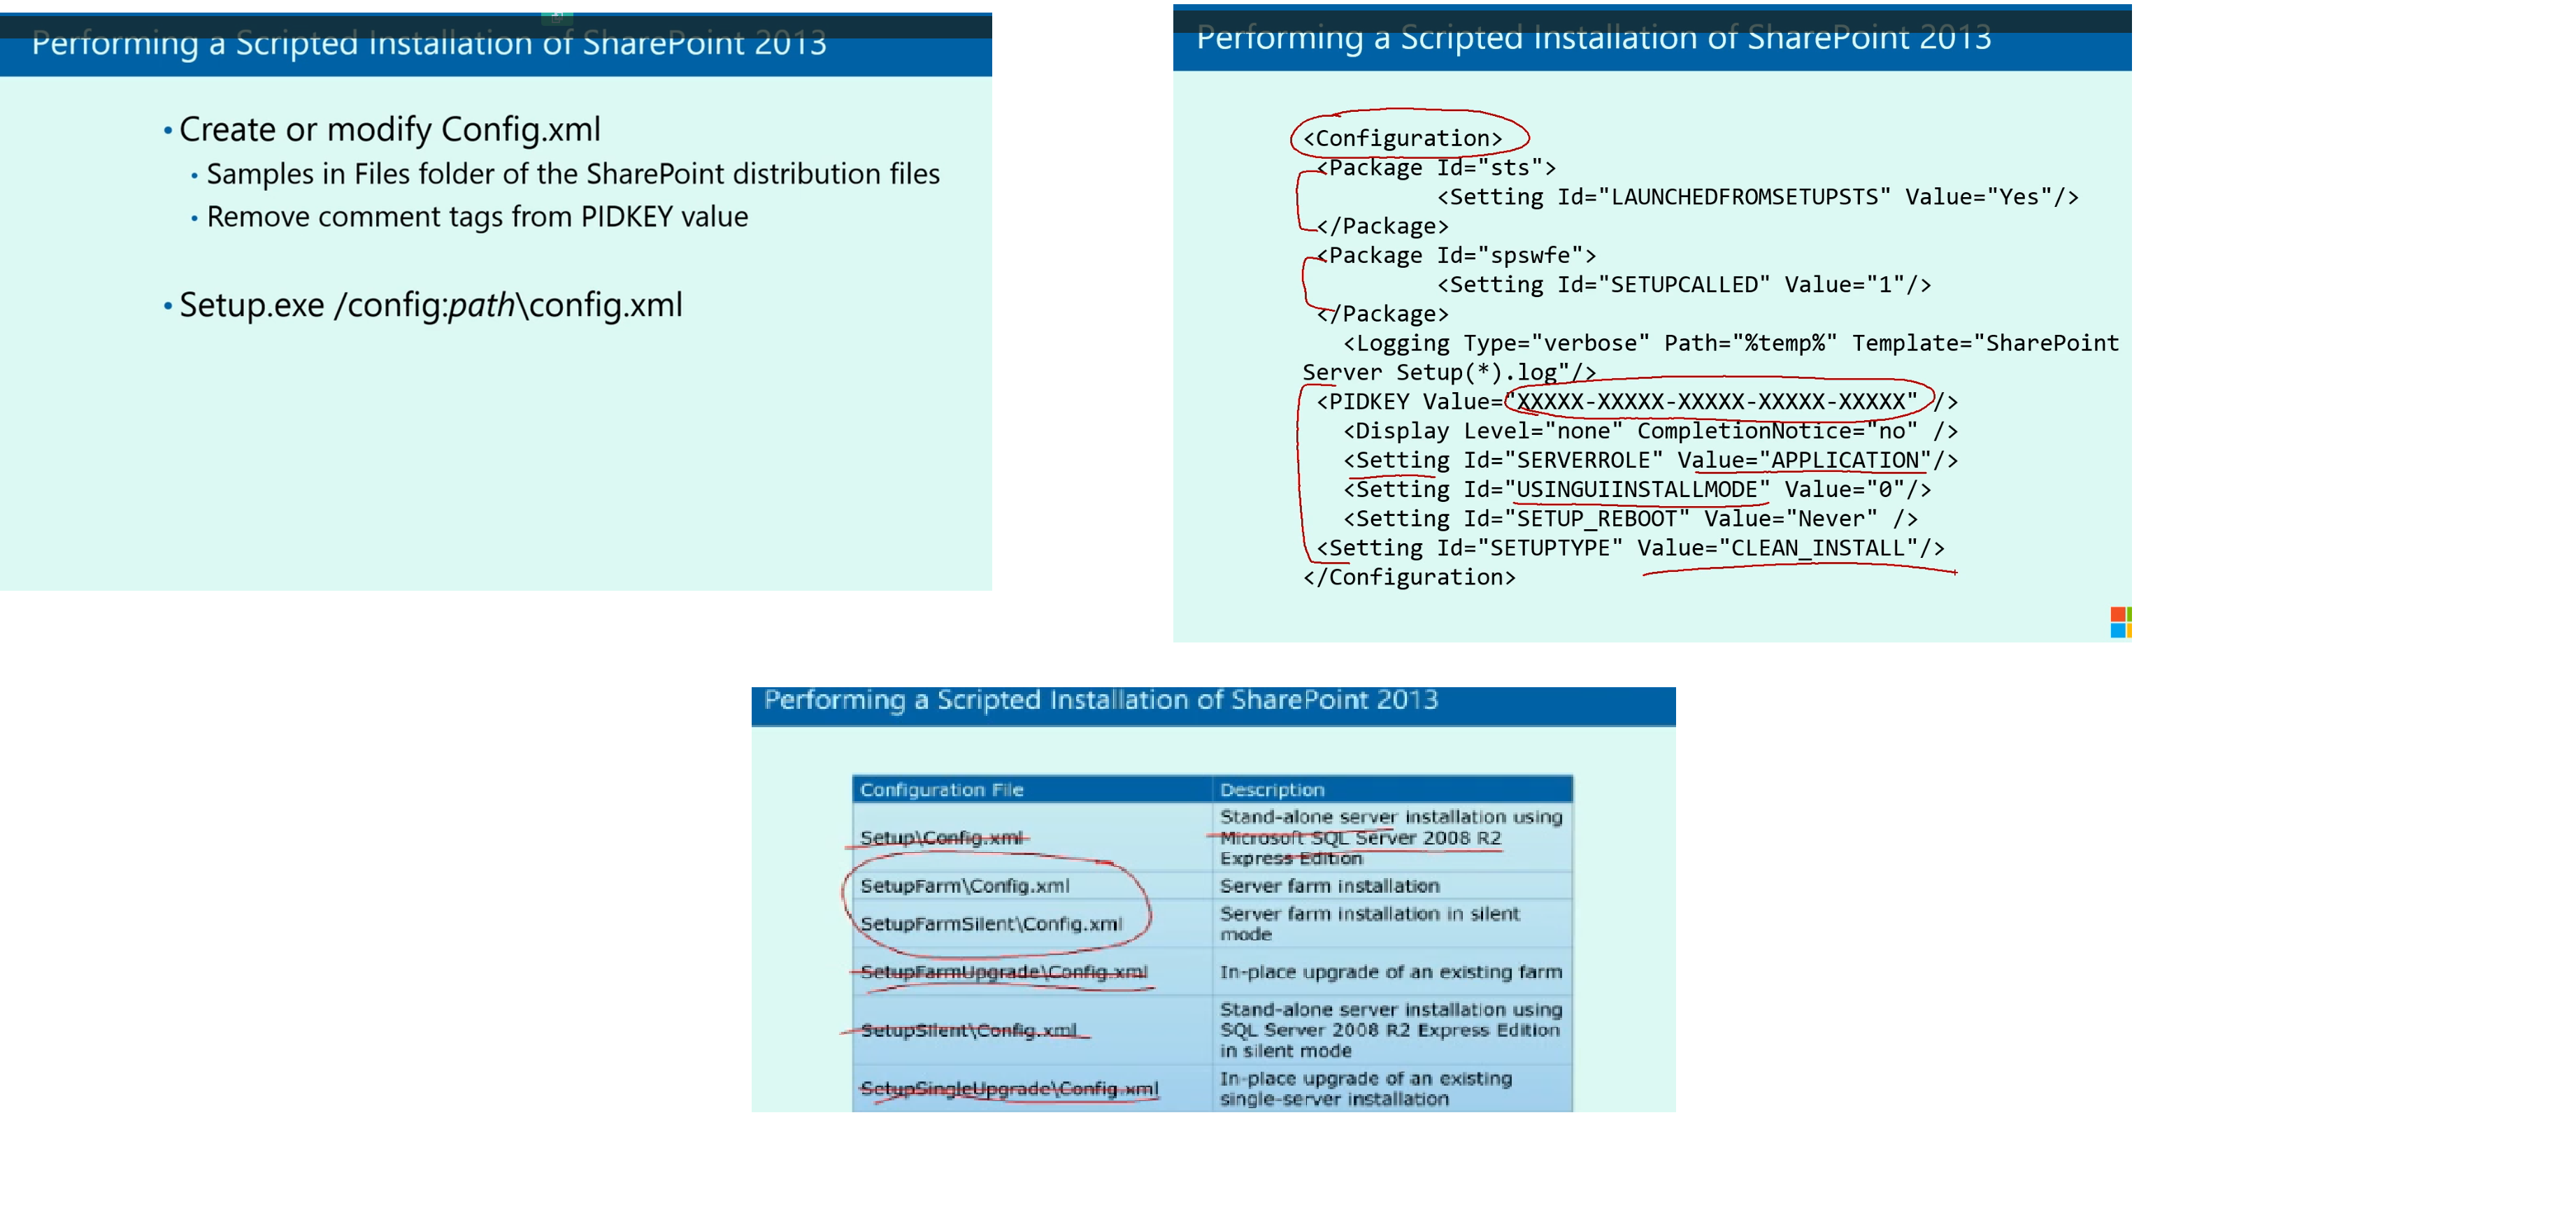 Performing a Scripted Installation of SharePoint 2013
• Create or modify Config.xml
• Samples in Files folder of the SharePoint distribution files
• Remove comment tags from PIDKEY value
• Setup.exe /config:path\config.xml
Performing a Scripted Installation of SharePoint 2013
<Configuration>
<Package Id="sts">
<Setting Id="LAUNCHEDFROMSETUPSTS" Value="Yes"/>
</Package>
<Package Id="spswfe">
<Setting Id="SETUPCALLED" Value="1"/>
</Package>
<Logging Type="verbose" Path="%temp%" Template="SharePoint
Server Setup(*).log"/>
<PIDKEY Value="XXXXX-XXXXX-XXXXX-XXXXX-XXXXX" />
<Display Level="none" CompletionNotice="no" />
<Setting Id="SERVERROLE" Value="APPLICATION"/>
<Setting Id="USINGUIINSTALLMODE" Value="0"/>
<Setting Id="SETUP_REBOOT" Value="Never" />
<Setting Id="SETUPTYPE" Value="CLEAN_INSTALL"/>
</Configuration>
Performing a Scripted Installation of SharePoint 2013
Configuration File
Description
Setup\Config.xml
Stand-alone server installation using
Microsoft SQL Server 2008 R2
Express Edition
SetupFarm\Config.xml
Server farm installation
SetupFarmSilent\Config.xml
Server farm installation in silent
mode
SetupFarmUpgrade\Config.xml
In-place upgrade of an existing farm
SetupSilent\Config.xml
Stand-alone server installation using
SQL Server 2008 R2 Express Edition
in silent mode
SetupSingleUpgrade\Config.xml
In-place upgrade of an existing
single-server installation